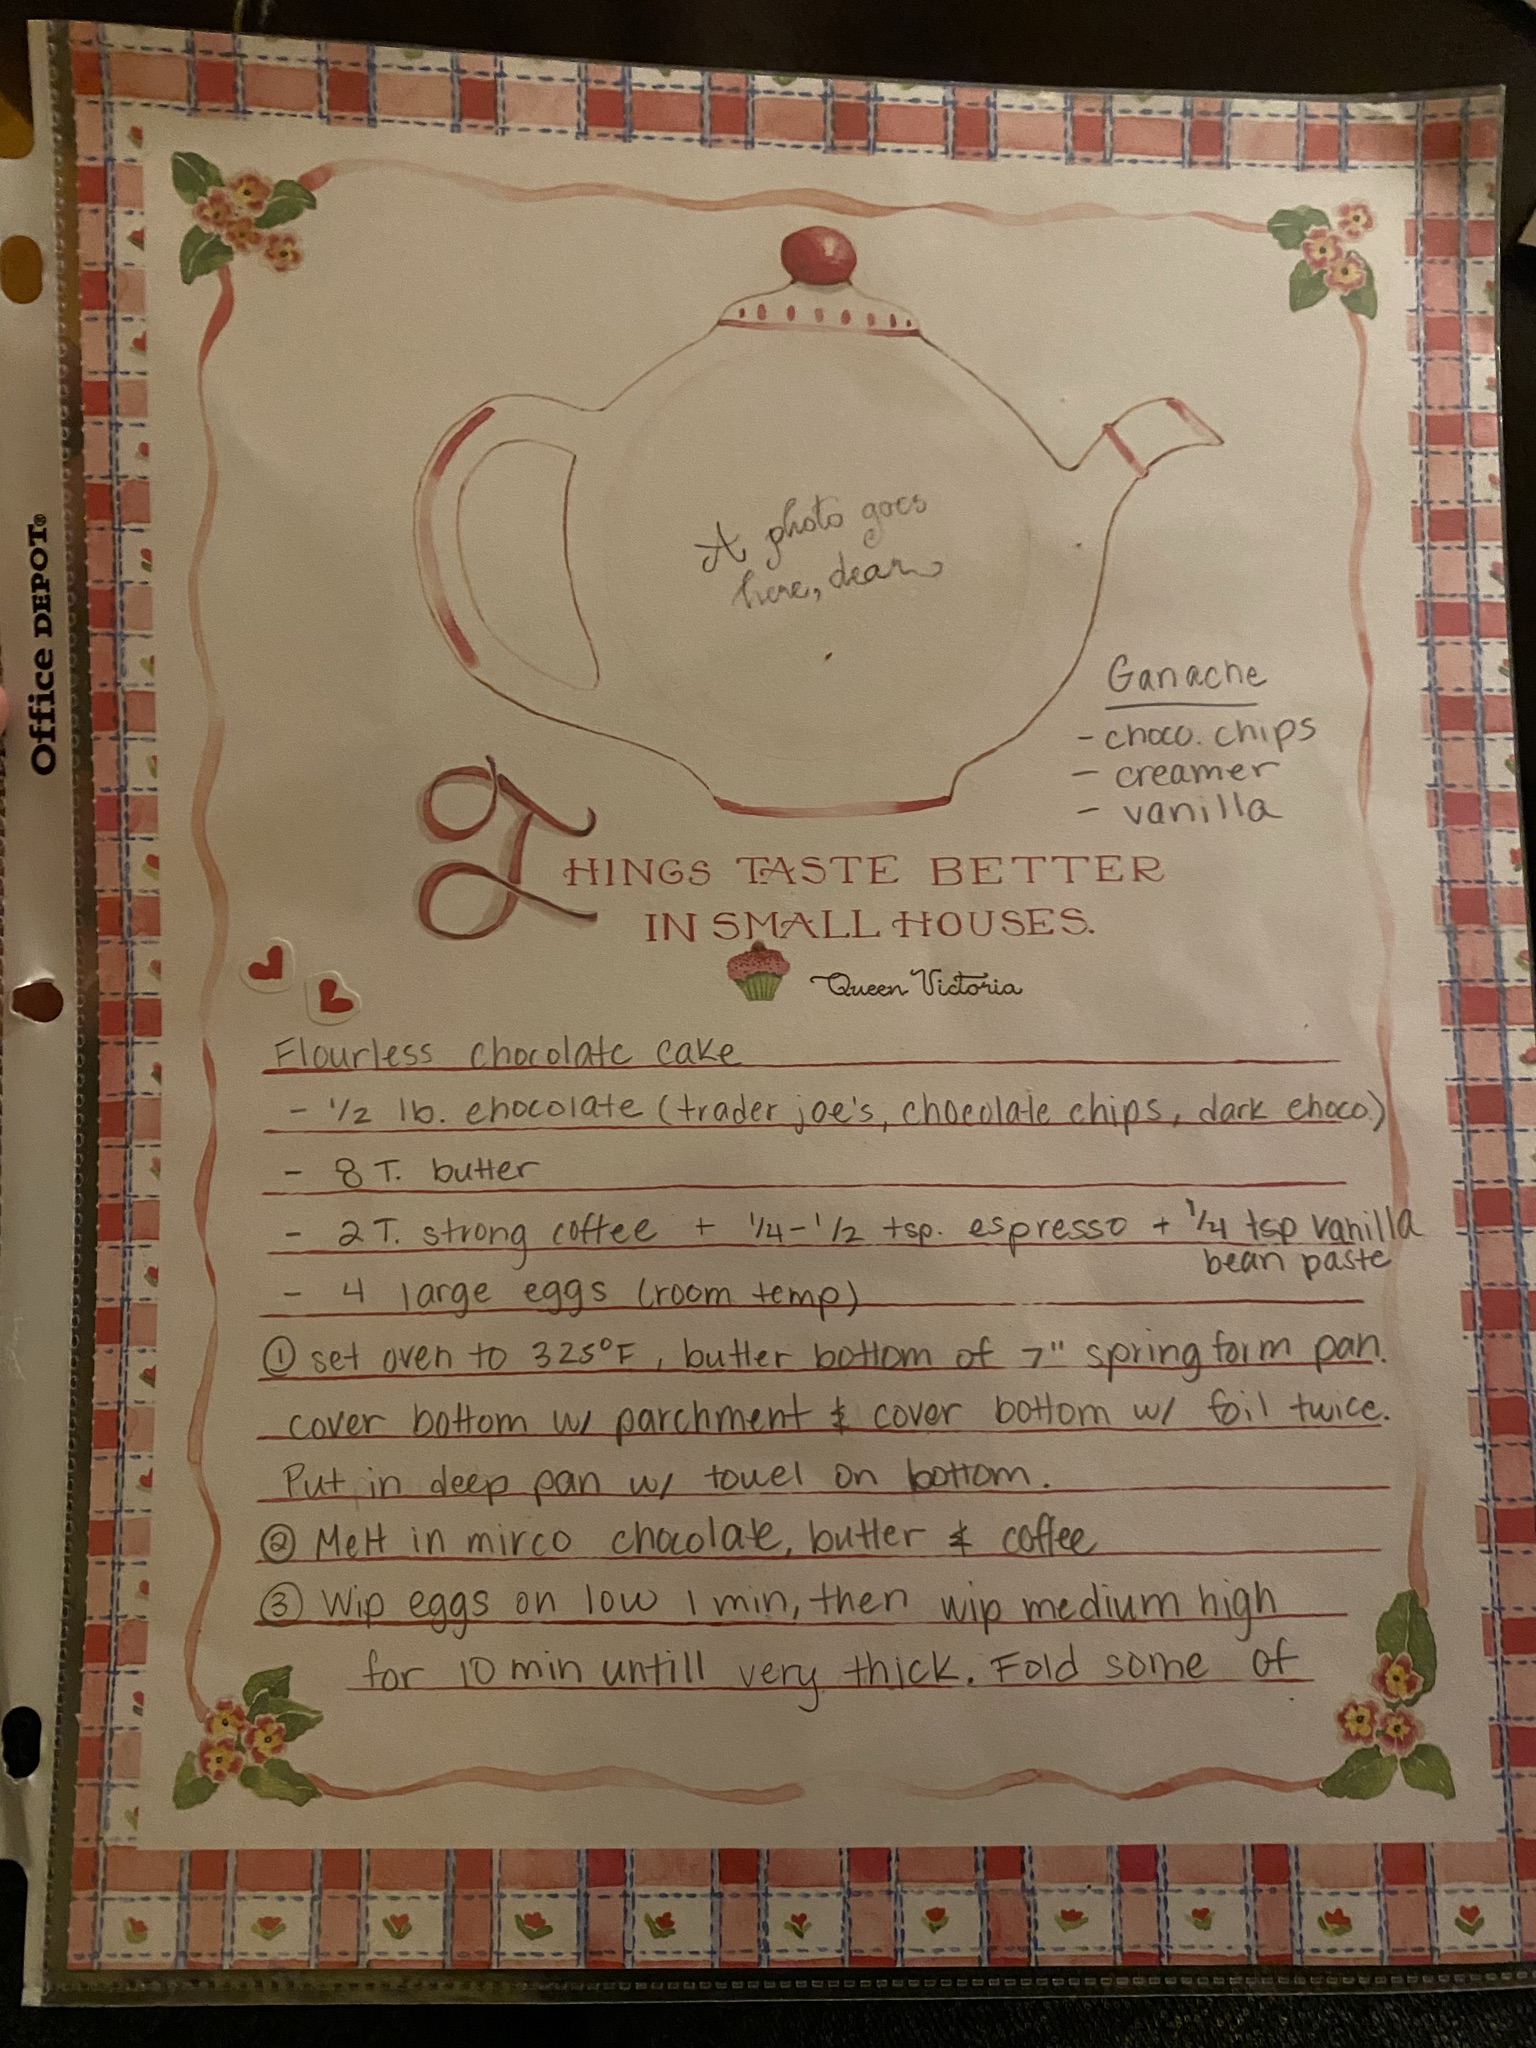 Office DEPOT®
A photo goes
here, dear
Ganache
- choco. chips
- creamer
- vanilla
THINGS TASTE BETTER
IN SMALL HOUSES.
Queen Victoria
Flourless chocolate cake
- 1/2 lb. chocolate (trader joe's, chocolate chips, dark choco.)
- 8 T. butter
- 2 T. strong coffee + 1/4-1/2 tsp. espresso + 1/4 tsp vanilla
bean paste
- 4 large eggs (room temp)
① set oven to 325°F, butter bottom of 7" spring form pan.
cover bottom w/ parchment & cover bottom w/ foil twice.
Put in deep pan w/ towel on bottom.
② Melt in mirco chocolate, butter & coffee
③ Wip eggs on low 1 min, then wip medium high
for 10 min untill very thick. Fold some of